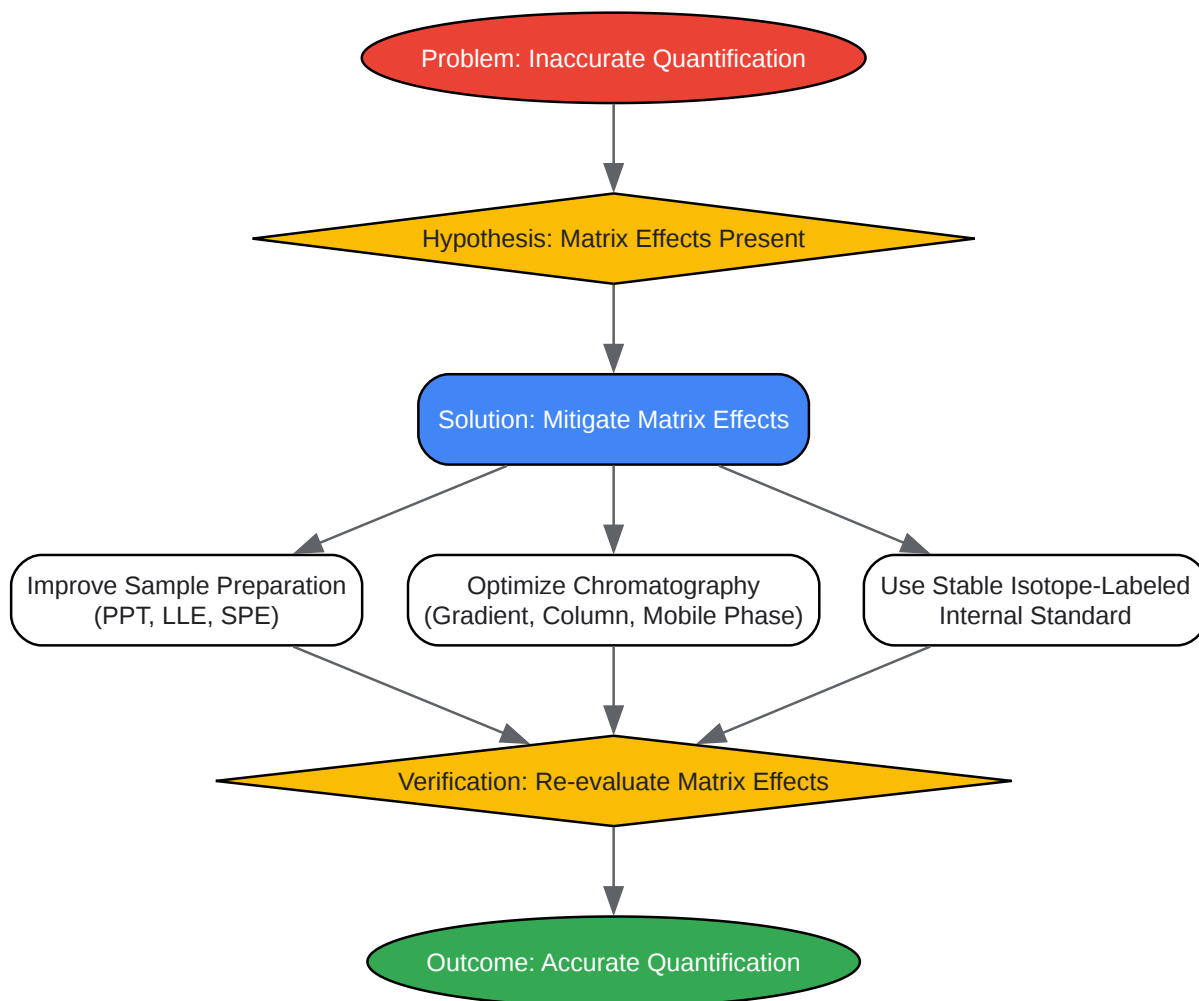 Problem: Inaccurate Quantification
Hypothesis: Matrix Effects Present
Solution: Mitigate Matrix Effects
Improve Sample Preparation
(PPT, LLE, SPE)
Optimize Chromatography
(Gradient, Column, Mobile Phase)
Use Stable Isotope-Labeled
Internal Standard
Verification: Re-evaluate Matrix Effects
Outcome: Accurate Quantification